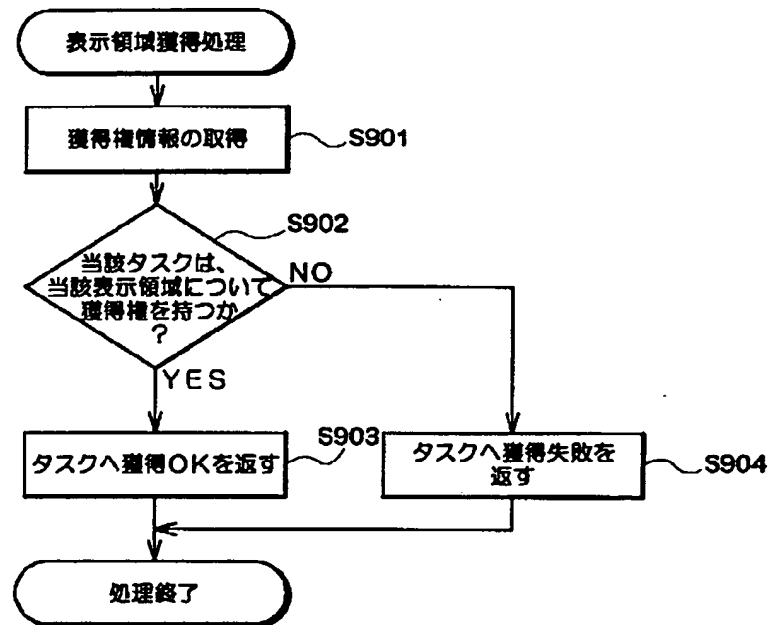 表示領域獲得処理
獲得権情報の取得
S901
S902
当該タスクは、
当該表示領域について
獲得権を持つか
?
NO
YES
タスクへ獲得OKを返す
S903
タスクへ獲得失敗を
返す
S904
処理終了